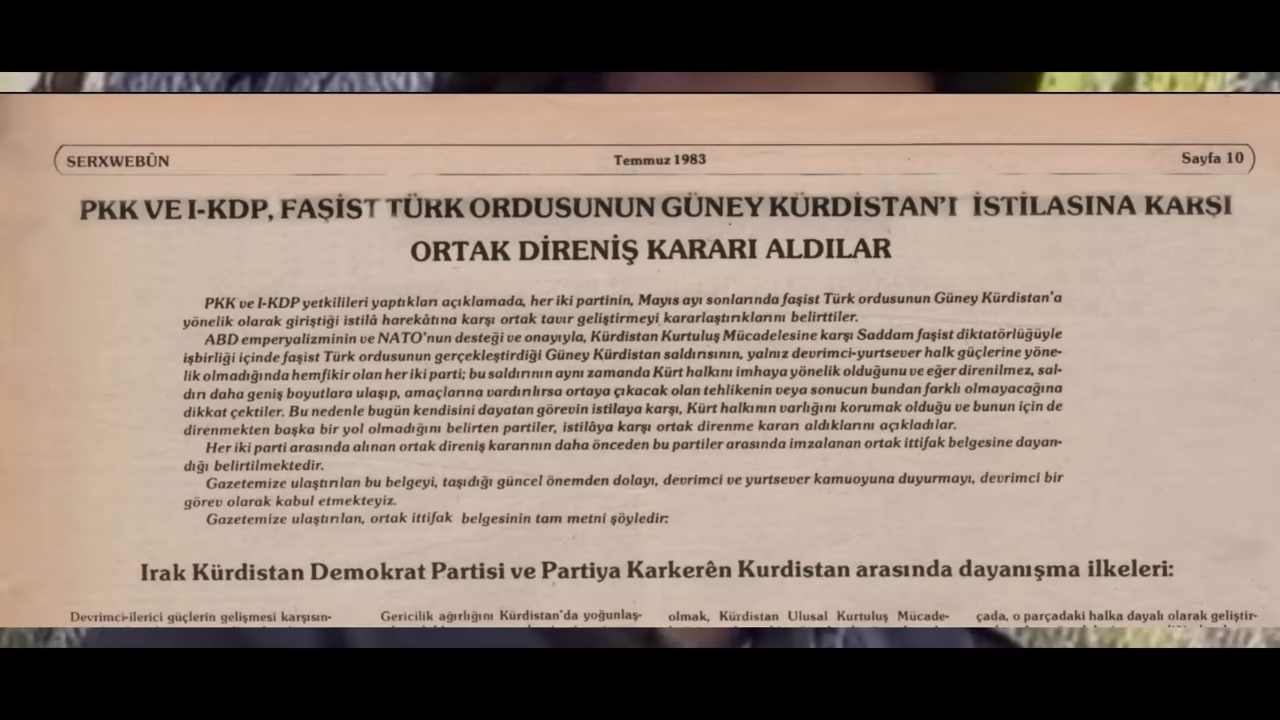 SERXWEBÛN Temmuz 1983 Sayfa 10
PKK VE I-KDP, FAŞİST TÜRK ORDUSUNUN GÜNEY KÜRDİSTAN'I İSTİLASINA KARŞI
ORTAK DİRENİŞ KARARI ALDILAR
PKK ve I-KDP yetkilileri yaptıkları açıklamada, her iki partinin, Mayıs ayı sonlarında faşist Türk ordusunun Güney Kürdistan'a
yönelik olarak giriştiği istilâ harekâtına karşı ortak tavır geliştirmeyi kararlaştırıklarını belirttiler.
ABD emperyalizminin ve NATO'nun desteği ve onayıyla, Kürdistan Kurtuluş Mücadelesine karşı Saddam faşist diktatörlüğüyle
işbirliği içinde faşist Türk ordusunun gerçekleştirdiği Güney Kürdistan saldırısının, yalnız devrimci-yurtsever halk güçlerine yöne-
lik olmadığında hemfikir olan her iki parti; bu saldırının aynı zamanda Kürt halkını imhaya yönelik olduğunu ve eğer direnilmez, sal-
dırı daha geniş boyutlara ulaşıp, amaçlarına vardırılırsa ortaya çıkacak olan tehlikenin veya sonucun bundan farklı olmayacağına
dikkat çektiler. Bu nedenle bugün kendisini dayatan görevin istilaya karşı, Kürt halkının varlığını korumak olduğu ve bunun için de
direnmekten başka bir yol olmadığını belirten partiler, istilâya karşı ortak direnme kararı aldıklarını açıkladılar.
Her iki parti arasında alınan ortak direniş kararının daha önceden bu partiler arasında imzalanan ortak ittifak belgesine dayan-
dığı belirtilmektedir.
Gazetemize ulaştırılan bu belgeyi, taşıdığı güncel önemden dolayı, devrimci ve yurtsever kamuoyuna duyurmayı, devrimci bir
görev olarak kabul etmekteyiz.
Gazetemize ulaştırılan, ortak ittifak belgesinin tam metni şöyledir:
Irak Kürdistan Demokrat Partisi ve Partiya Karkerên Kurdistan arasında dayanışma ilkeleri:
Devrimci-ilerici güçlerin gelişmesi karşısın-
Gericilik ağırlığını Kürdistan'da yoğunlaş-
olmak, Kürdistan Ulusal Kurtuluş Mücade-
çada, o parçadaki halka dayalı olarak geliştir-